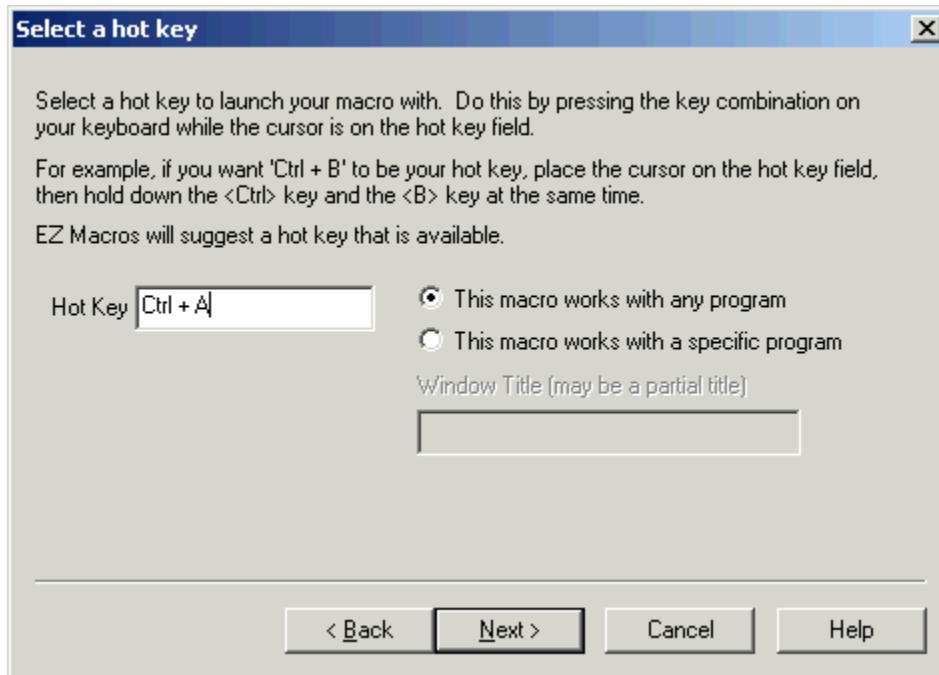 Select a hot key
Select a hot key to launch your macro with.  Do this by pressing the key combination on
your keyboard while the cursor is on the hot key field.
For example, if you want 'Ctrl + B' to be your hot key, place the cursor on the hot key field,
then hold down the <Ctrl> key and the <B> key at the same time.
EZ Macros will suggest a hot key that is available.
Hot Key Ctrl + A
This macro works with any program
This macro works with a specific program
Window Title (may be a partial title)
< Back Next > Cancel Help